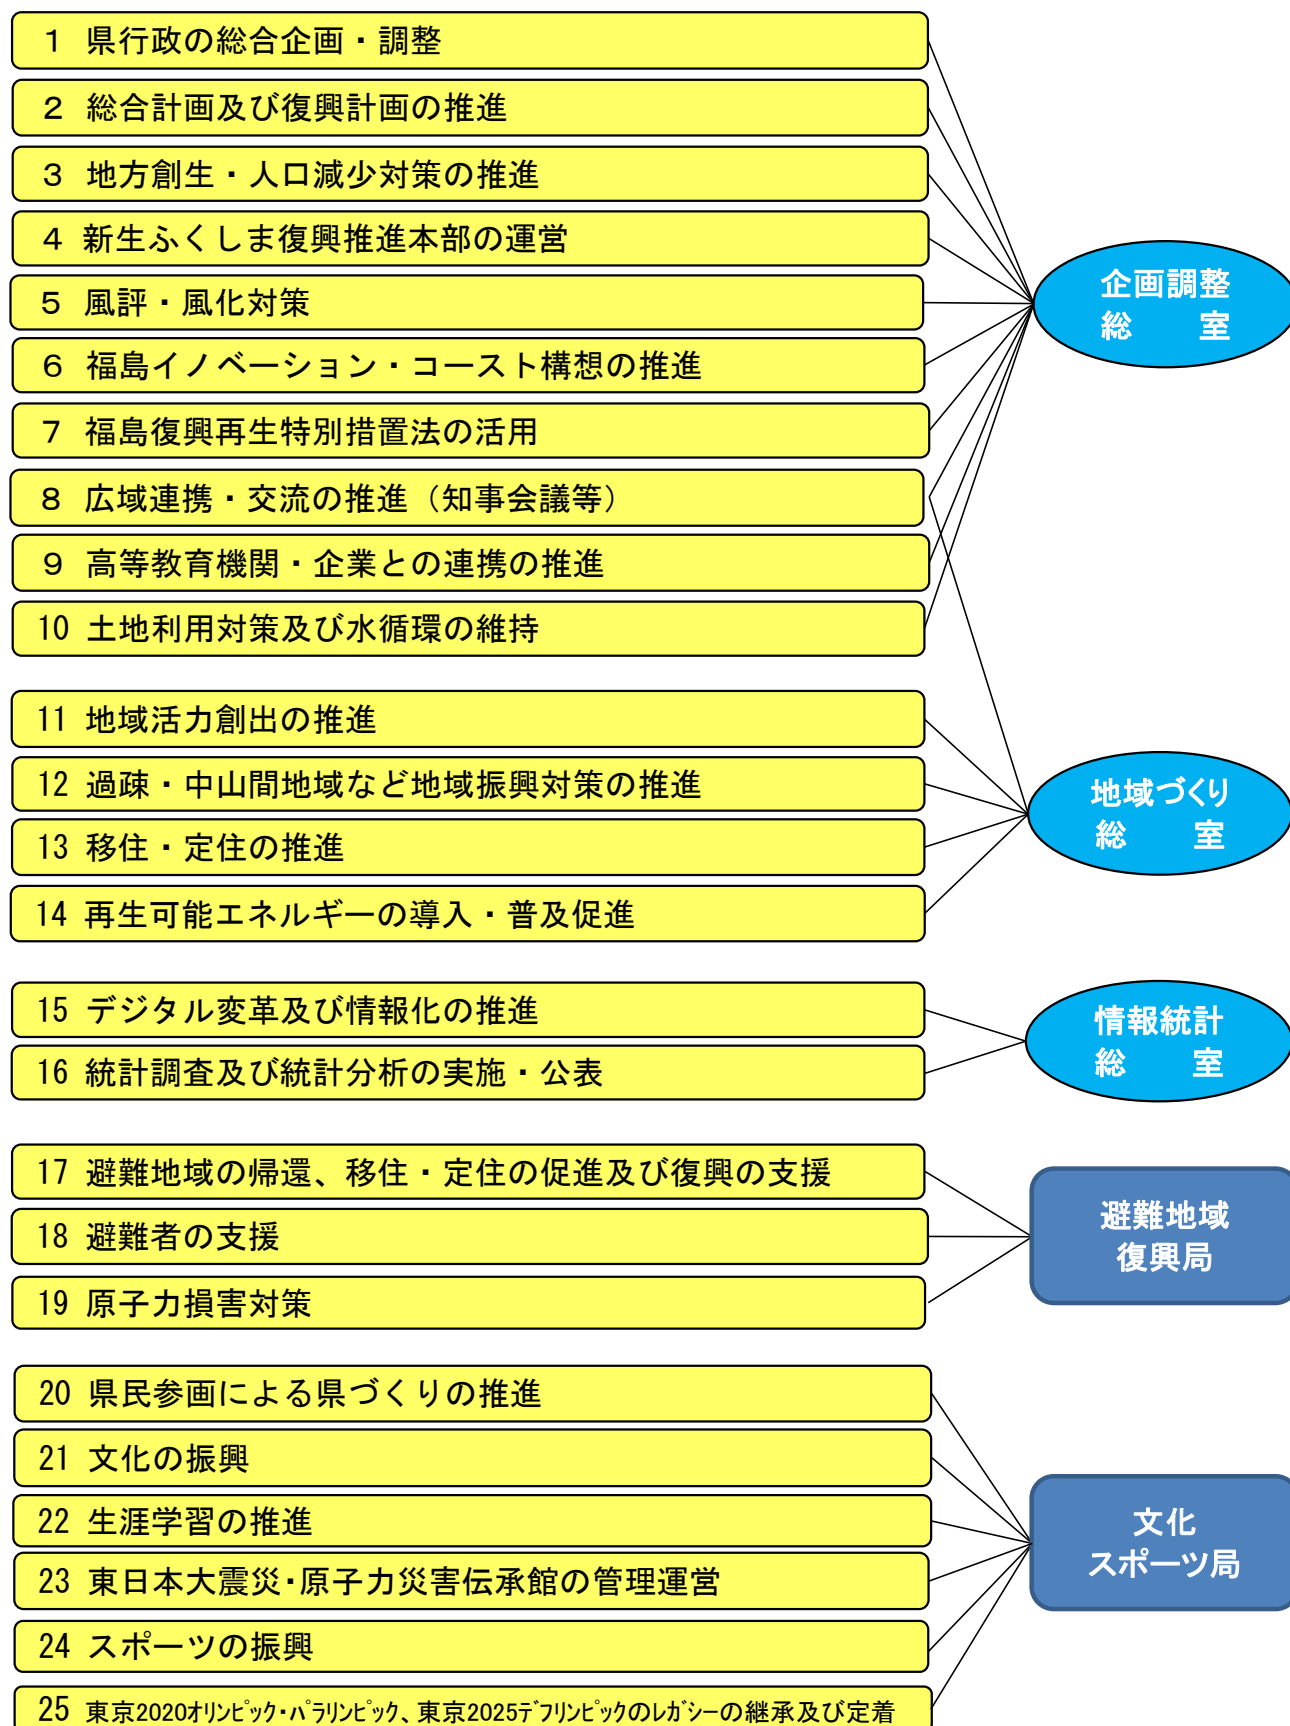 1 県行政の総合企画・調整
2 総合計画及び復興計画の推進
3 地方創生・人口減少対策の推進
4 新生ふくしま復興推進本部の運営
5 風評・風化対策
6 福島イノベーション・コースト構想の推進
7 福島復興再生特別措置法の活用
8 広域連携・交流の推進（知事会議等）
9 高等教育機関・企業との連携の推進
10 土地利用対策及び水循環の維持
企画調整
総　　室
11 地域活力創出の推進
12 過疎・中山間地域など地域振興対策の推進
13 移住・定住の推進
14 再生可能エネルギーの導入・普及促進
地域づくり
総　　室
15 デジタル変革及び情報化の推進
16 統計調査及び統計分析の実施・公表
情報統計
総　　室
17 避難地域の帰還、移住・定住の促進及び復興の支援
18 避難者の支援
19 原子力損害対策
避難地域
復興局
20 県民参画による県づくりの推進
21 文化の振興
22 生涯学習の推進
23 東日本大震災・原子力災害伝承館の管理運営
24 スポーツの振興
25 東京2020ｵﾘﾝﾋﾟｯｸ・ﾊﾟﾗﾘﾝﾋﾟｯｸ、東京2025ﾃﾞﾌﾘﾝﾋﾟｯｸのﾚｶﾞｼｰの継承及び定着
文化
スポーツ局